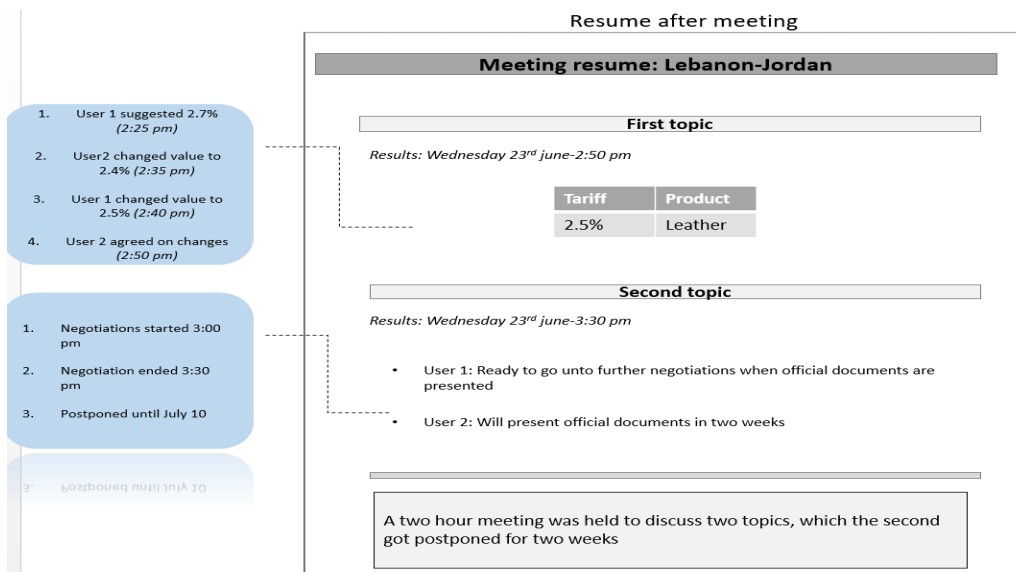 Resume after meeting
Meeting resume: Lebanon-Jordan
1. User 1 suggested 2.7%
(2:25 pm)
2. User2 changed value to
2.4% (2:35 pm)
3. User 1 changed value to
2.5% (2:40 pm)
4. User 2 agreed on changes
(2:50 pm)
First topic
Results: Wednesday 23rd june-2:50 pm
Tariff Product
2.5% Leather
1. Negotiations started 3:00
pm
2. Negotiation ended 3:30
pm
3. Postponed until July 10
3. Postponed until July 10
Second topic
Results: Wednesday 23rd june-3:30 pm
• User 1: Ready to go unto further negotiations when official documents are
presented
• User 2: Will present official documents in two weeks
A two hour meeting was held to discuss two topics, which the second
got postponed for two weeks